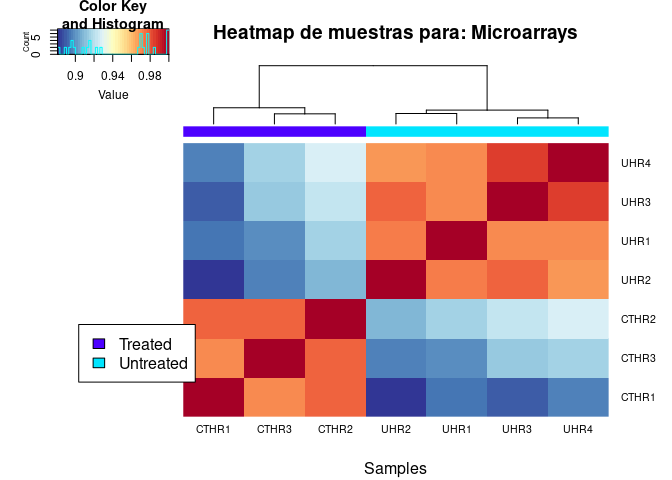 Color Key
and Histogram
Count
0 5
0.9 0.94 0.98
Value
Heatmap de muestras para: Microarrays
UHR4
UHR3
UHR1
UHR2
CTHR2
CTHR3
CTHR1
Treated
Untreated
CTHR1 CTHR3 CTHR2 UHR2 UHR1 UHR3 UHR4
Samples